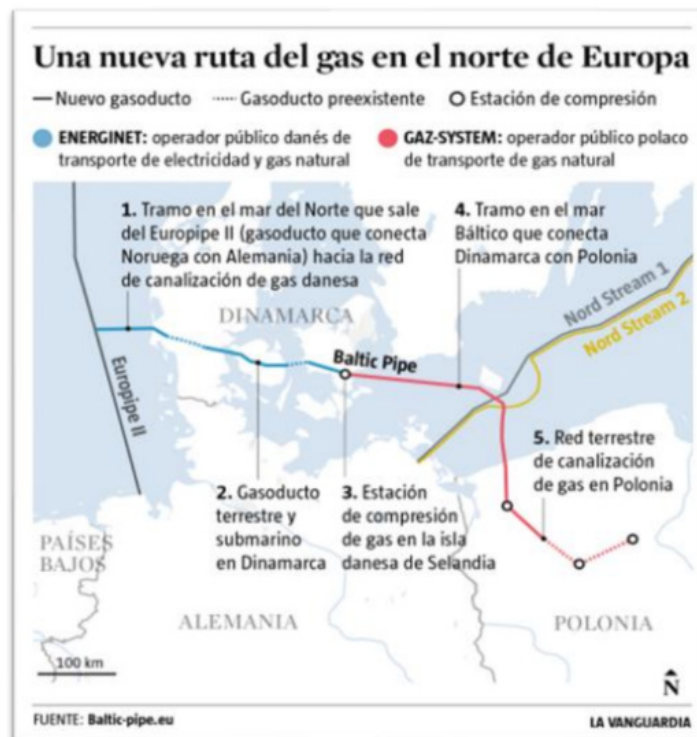 Una nueva ruta del gas en el norte de Europa
Nuevo gasoducto
Gasoducto preexistente
Estación de compresión
ENERGINET: operador público danés de
transporte de electricidad y gas natural
GAZ-SYSTEM: operador público polaco
de transporte de gas natural
1. Tramo en el mar del Norte que sale
del Europipe II (gasoducto que conecta
Noruega con Alemania) hacia la red
de canalización de gas danesa
4. Tramo en el mar
Báltico que conecta
Dinamarca con Polonia
DINAMARCA
Nord Stream 1
Nord Stream 2
Baltic Pipe
Europipe II
5. Red terrestre
de canalización
de gas en Polonia
2. Gasoducto
terrestre y
submarino
en Dinamarca
3. Estación
de compresión
de gas en la isla
danesa de Selandia
PAÍSES
BAJOS
ALEMANIA
POLONIA
100 km
N
FUENTE: Baltic-pipe.eu
LA VANGUARDIA